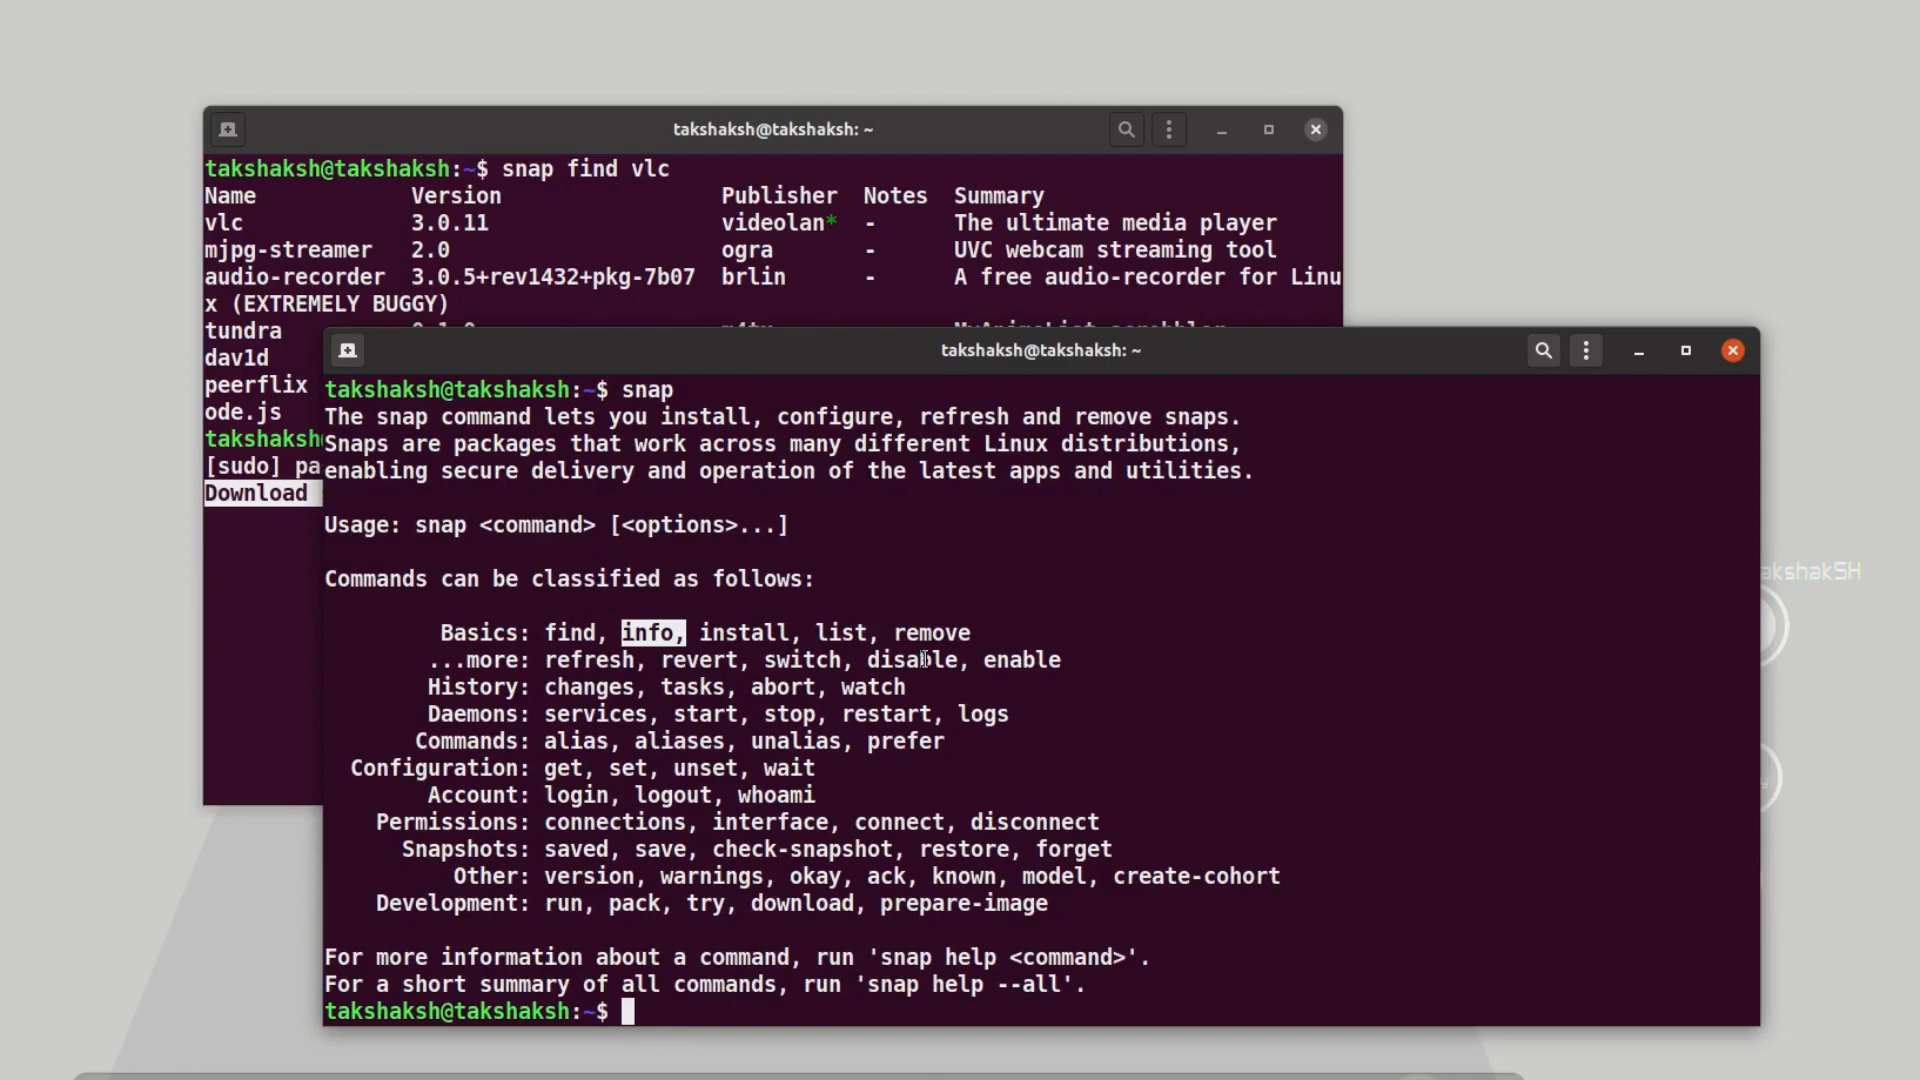 takshaksh@takshaksh: ~
takshaksh@takshaksh:~$ snap find vlc
Name Version Publisher Notes Summary
vlc 3.0.11 videolan* - The ultimate media player
mjpg-streamer 2.0 ogra - UVC webcam streaming tool
audio-recorder 3.0.5+rev1432+pkg-7b07 brlin - A free audio-recorder for Linu
x (EXTREMELY BUGGY)
tundra
dav1d
peerflix
ode.js
takshaksh
[sudo] pa
Download
takshaksh@takshaksh: ~
takshaksh@takshaksh:~$ snap
The snap command lets you install, configure, refresh and remove snaps.
Snaps are packages that work across many different Linux distributions,
enabling secure delivery and operation of the latest apps and utilities.
Usage: snap <command> [<options>...]
Commands can be classified as follows:
Basics: find, info, install, list, remove
...more: refresh, revert, switch, disable, enable
History: changes, tasks, abort, watch
Daemons: services, start, stop, restart, logs
Commands: alias, aliases, unalias, prefer
Configuration: get, set, unset, wait
Account: login, logout, whoami
Permissions: connections, interface, connect, disconnect
Snapshots: saved, save, check-snapshot, restore, forget
Other: version, warnings, okay, ack, known, model, create-cohort
Development: run, pack, try, download, prepare-image
For more information about a command, run 'snap help <command>'.
For a short summary of all commands, run 'snap help --all'.
takshaksh@takshaksh:~$
akshakSH